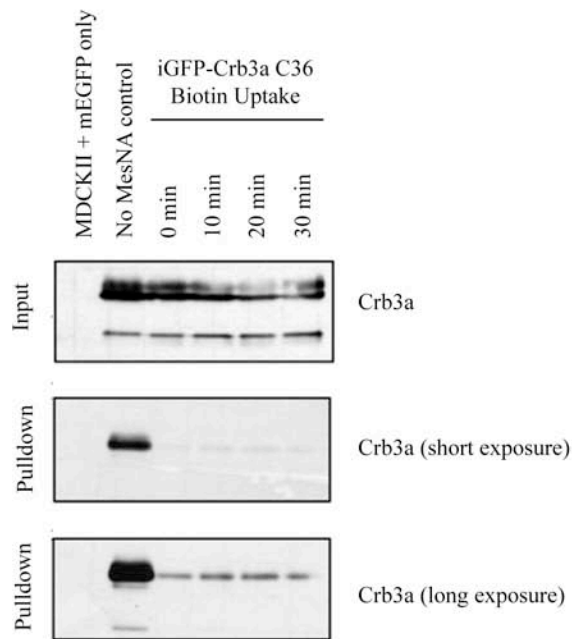 MDCKII + mEGFP only
No MesNA control
iGFP-Crb3a C36
Biotin Uptake
0 min
10 min
20 min
30 min
Input
Crb3a
Pulldown
Crb3a (short exposure)
Pulldown
Crb3a (long exposure)